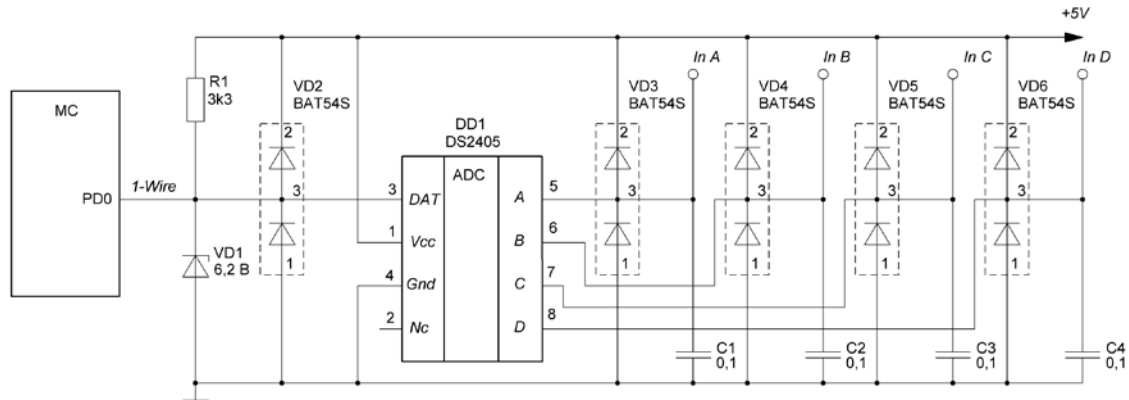 +5V
In A
In B
In C
In D
R1
3k3
VD2
BAT54S
VD3
BAT54S
VD4
BAT54S
VD5
BAT54S
VD6
BAT54S
MC
PD0
1-Wire
VD1
6,2 В
2
3
1
DD1
DS2405
ADC
3
DAT
1
Vcc
4
Gnd
2
Nc
A
5
B
6
C
7
D
8
2
3
1
2
3
1
2
3
1
2
3
1
C1
0,1
C2
0,1
C3
0,1
C4
0,1